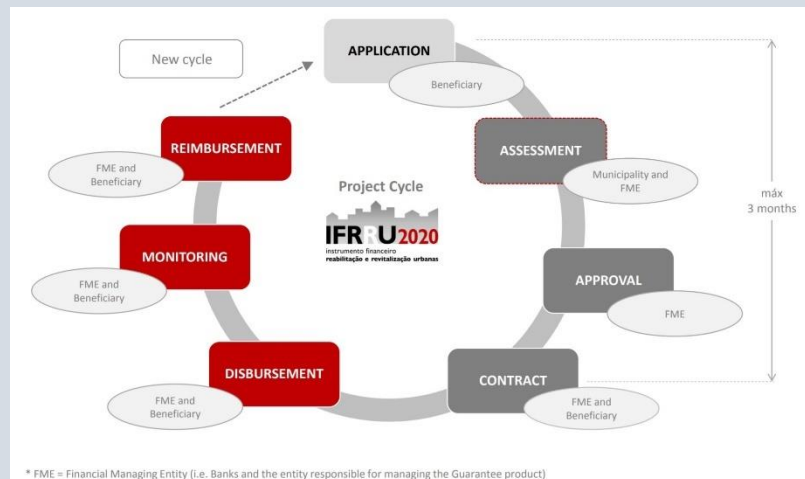 New cycle
APPLICATION
Beneficiary
ASSESSMENT
Municipality and
FME
APPROVAL
FME
CONTRACT
FME and
Beneficiary
DISBURSEMENT
FME and
Beneficiary
MONITORING
FME and
Beneficiary
REIMBURSEMENT
FME and
Beneficiary
máx
3 months
Project Cycle
IFRRU2020
instrumento financeiro
reabilitação e revitalização urbanas
* FME = Financial Managing Entity (i.e. Banks and the entity responsible for managing the Guarantee product)